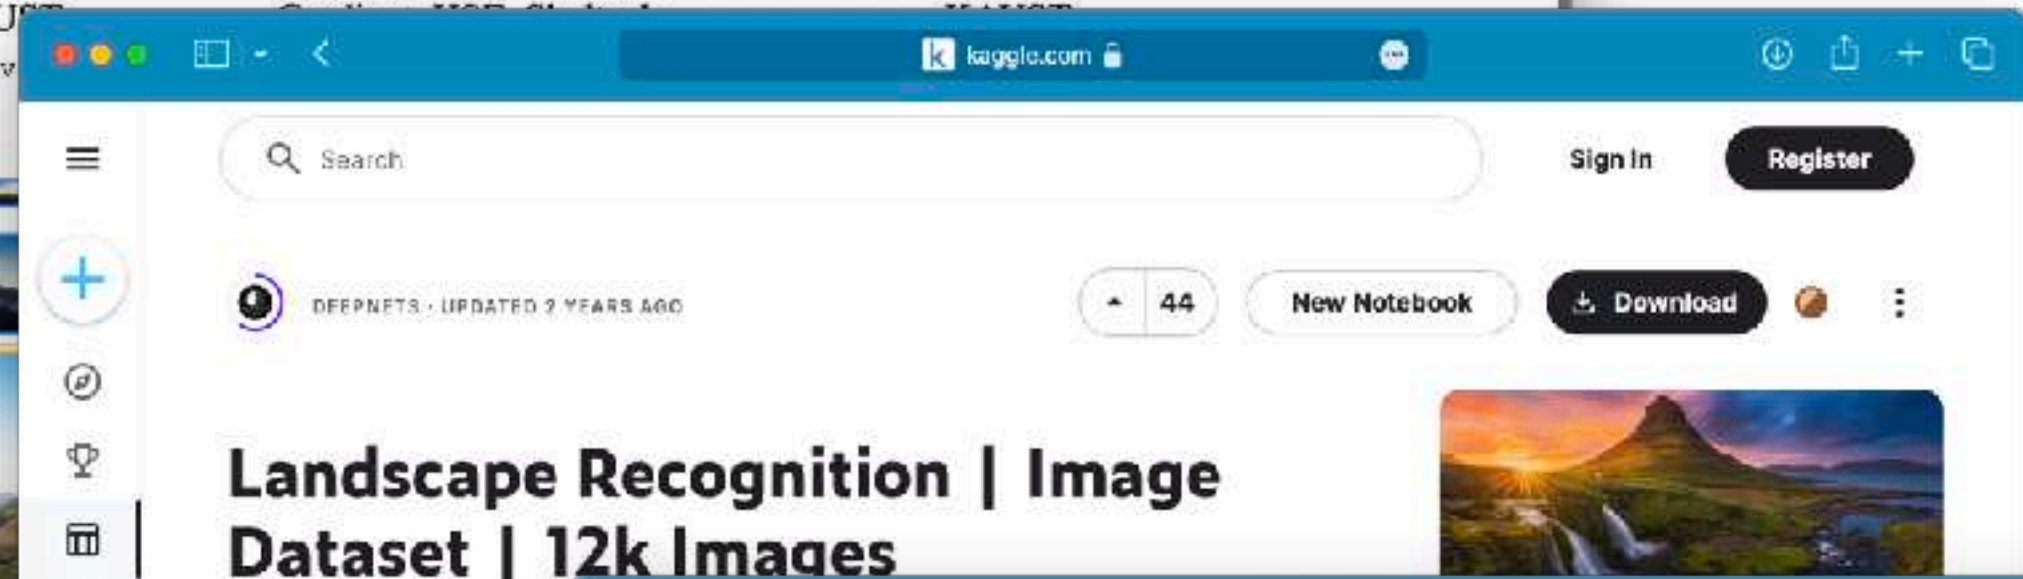 kaggle.com
Search
Sign In
Register
DEEPNETS · UPDATED 2 YEARS AGO
44
New Notebook
Download
Landscape Recognition | Image
Dataset | 12k Images